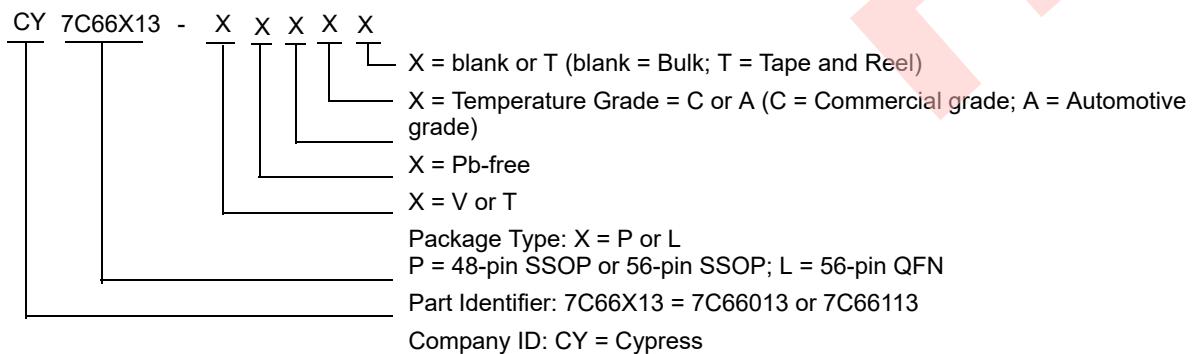 CY 7C66X13 - X X X X X
X = blank or T (blank = Bulk; T = Tape and Reel)
X = Temperature Grade = C or A (C = Commercial grade; A = Automotive
grade)
X = Pb-free
X = V or T
Package Type: X = P or L
P = 48-pin SSOP or 56-pin SSOP; L = 56-pin QFN
Part Identifier: 7C66X13 = 7C66013 or 7C66113
Company ID: CY = Cypress